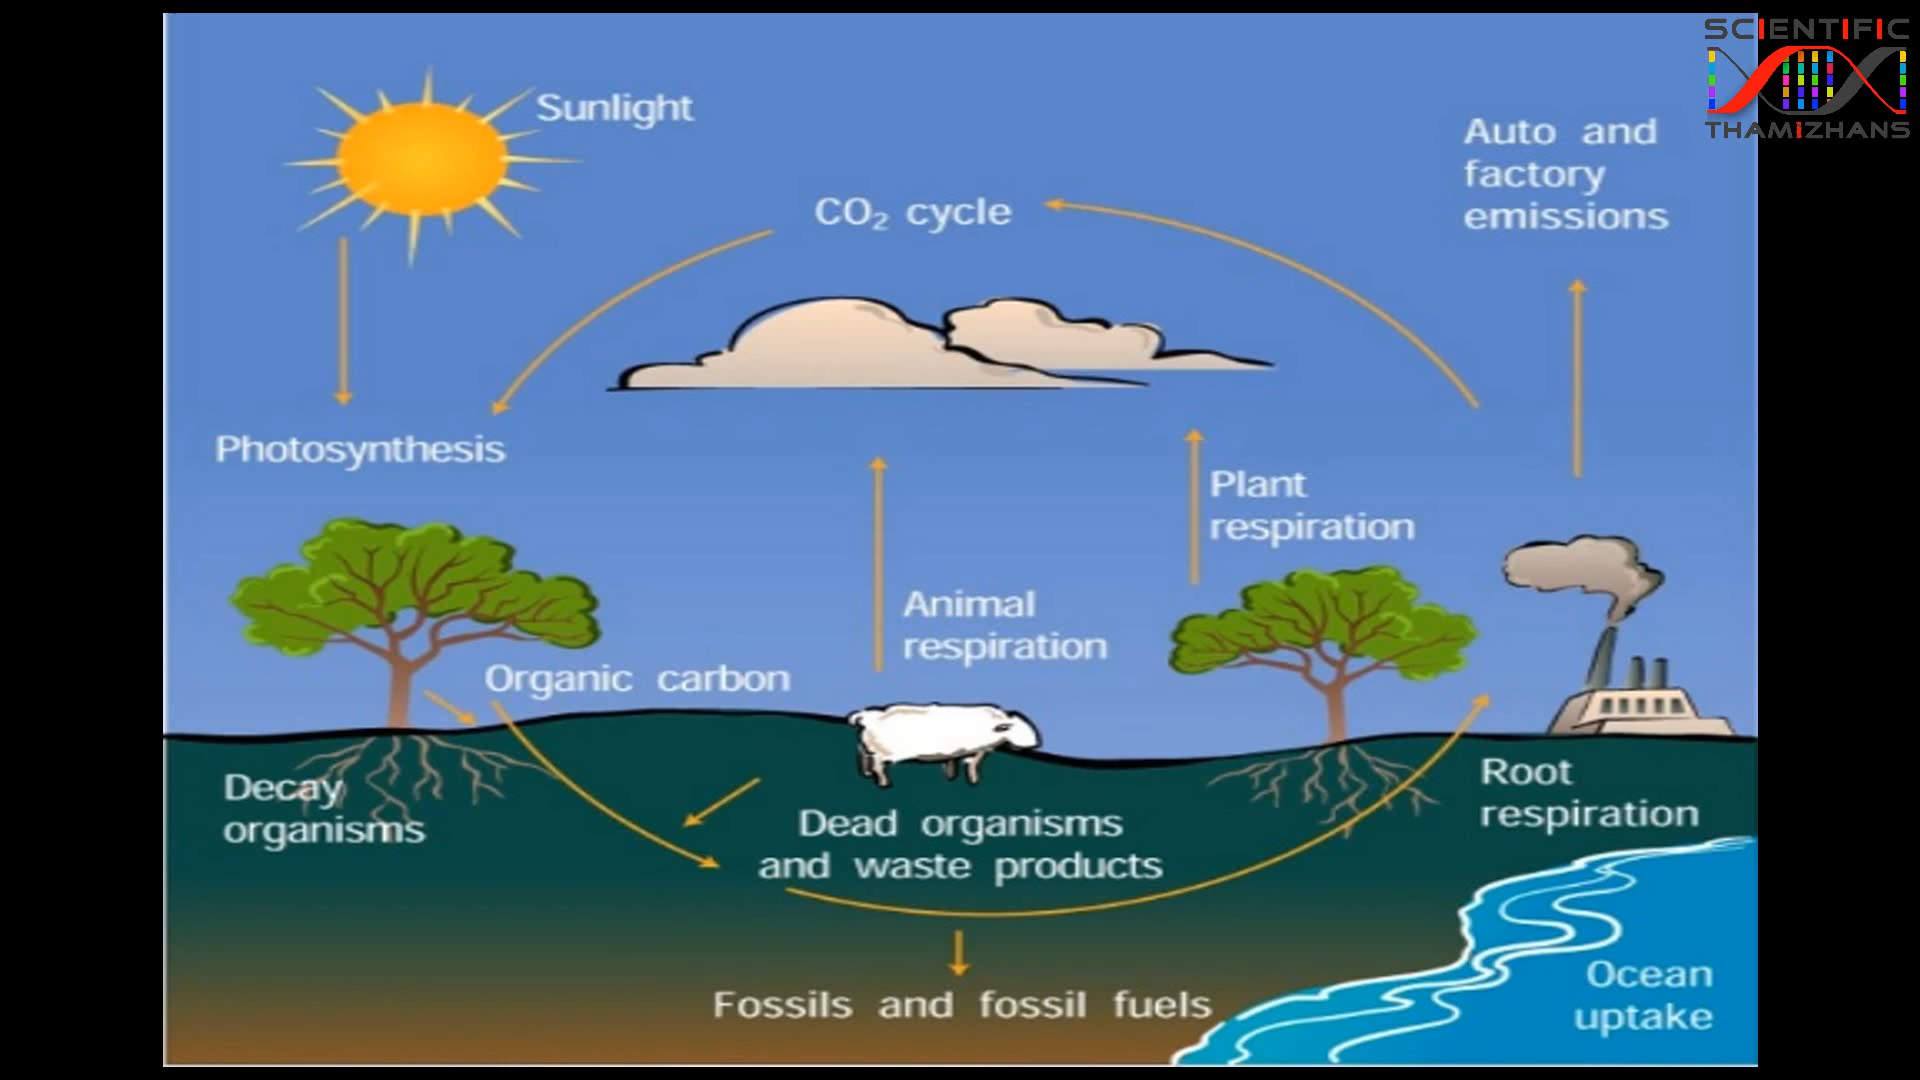 SCIENTIFIC
THAMiZHANS
Sunlight
Auto and
factory
emissions
CO₂ cycle
Photosynthesis
Plant
respiration
Animal
respiration
Organic carbon
Decay
organisms
Root
respiration
Dead organisms
and waste products
Fossils and fossil fuels
Ocean
uptake